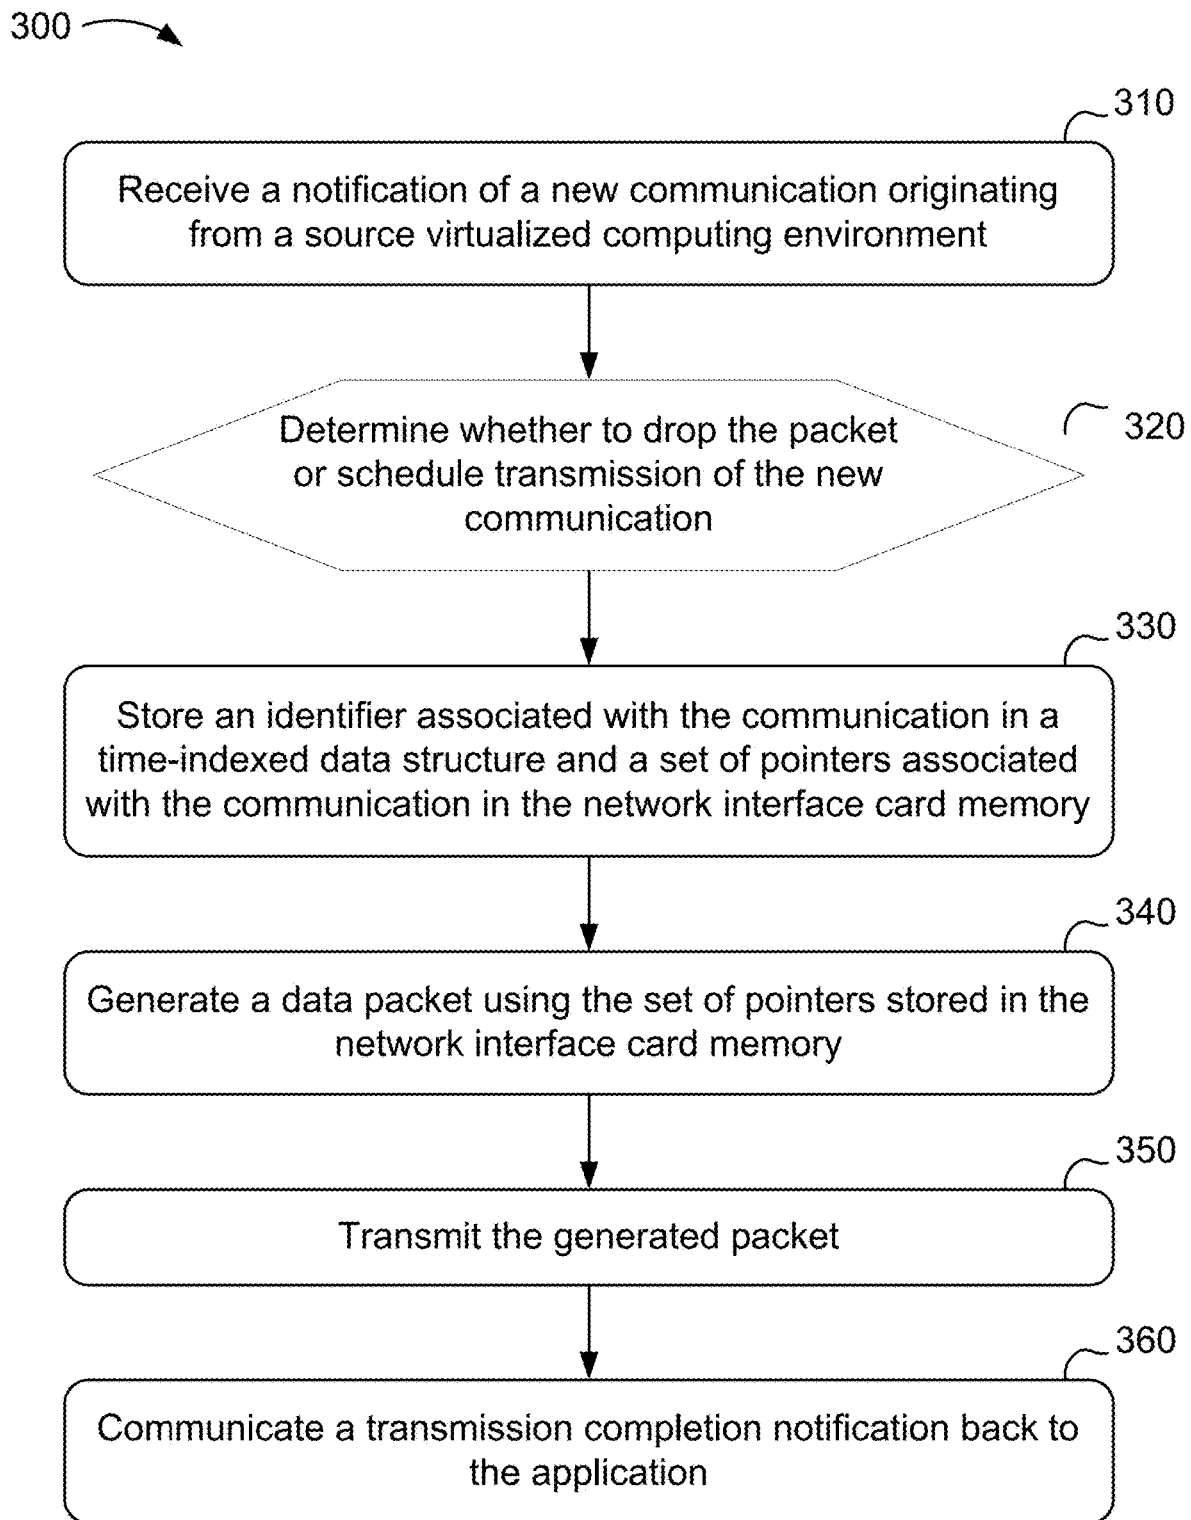 300
310
Receive a notification of a new communication originating
from a source virtualized computing environment
320
Determine whether to drop the packet
or schedule transmission of the new
communication
330
Store an identifier associated with the communication in a
time-indexed data structure and a set of pointers associated
with the communication in the network interface card memory
340
Generate a data packet using the set of pointers stored in the
network interface card memory
350
Transmit the generated packet
360
Communicate a transmission completion notification back to
the application